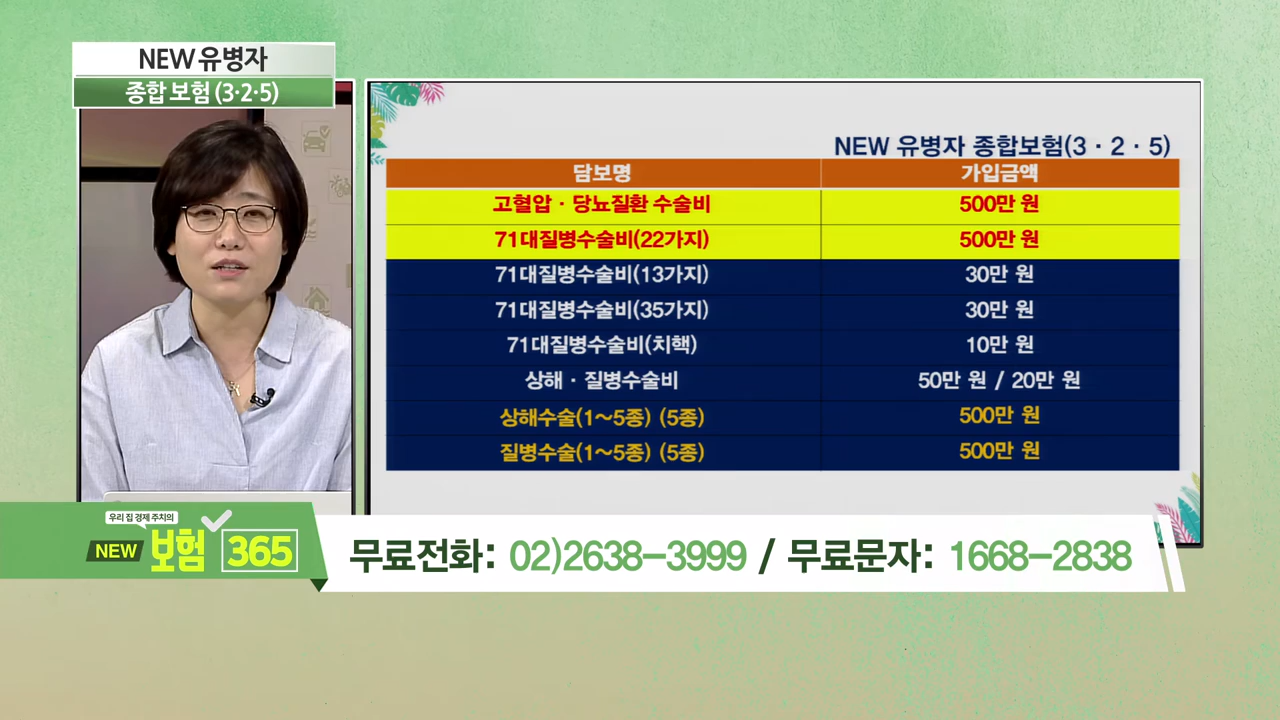 NEW 유병자
종합 보험 (3·2·5)
NEW 유병자 종합보험(3 · 2 · 5)
담보명 가입금액
고혈압 · 당뇨질환 수술비 500만 원
71대질병수술비(22가지) 500만 원
71대질병수술비(13가지) 30만 원
71대질병수술비(35가지) 30만 원
71대질병수술비(치핵) 10만 원
상해 · 질병수술비 50만 원 / 20만 원
상해수술(1~5종) (5종) 500만 원
질병수술(1~5종) (5종) 500만 원
우리 집 경제 주치의
NEW 보험 365
무료전화: 02)2638-3999 / 무료문자: 1668-2838